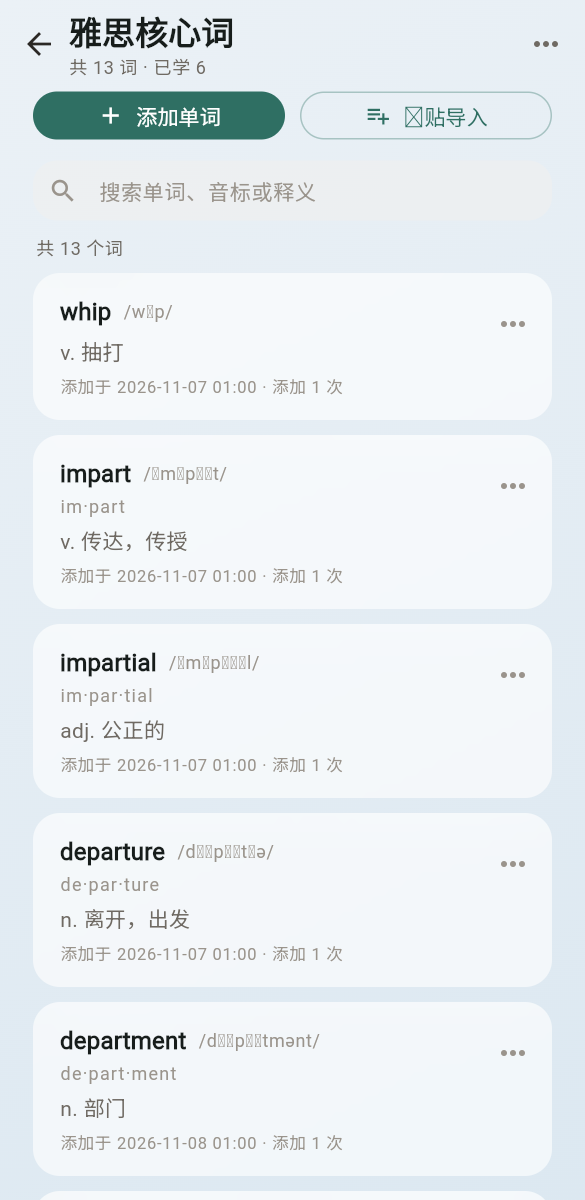 雅思核心词
共 13 词 · 已学 6
添加单词
贴导入
搜索单词、音标或释义
共 13 个词
whip
v. 抽打
添加于 2026-11-07 01:00 · 添加 1 次
impart
im·part
v. 传达，传授
添加于 2026-11-07 01:00 · 添加 1 次
impartial
im·par·tial
adj. 公正的
添加于 2026-11-07 01:00 · 添加 1 次
departure
de·par·ture
n. 离开，出发
添加于 2026-11-07 01:00 · 添加 1 次
department
de·part·ment
n. 部门
添加于 2026-11-08 01:00 · 添加 1 次